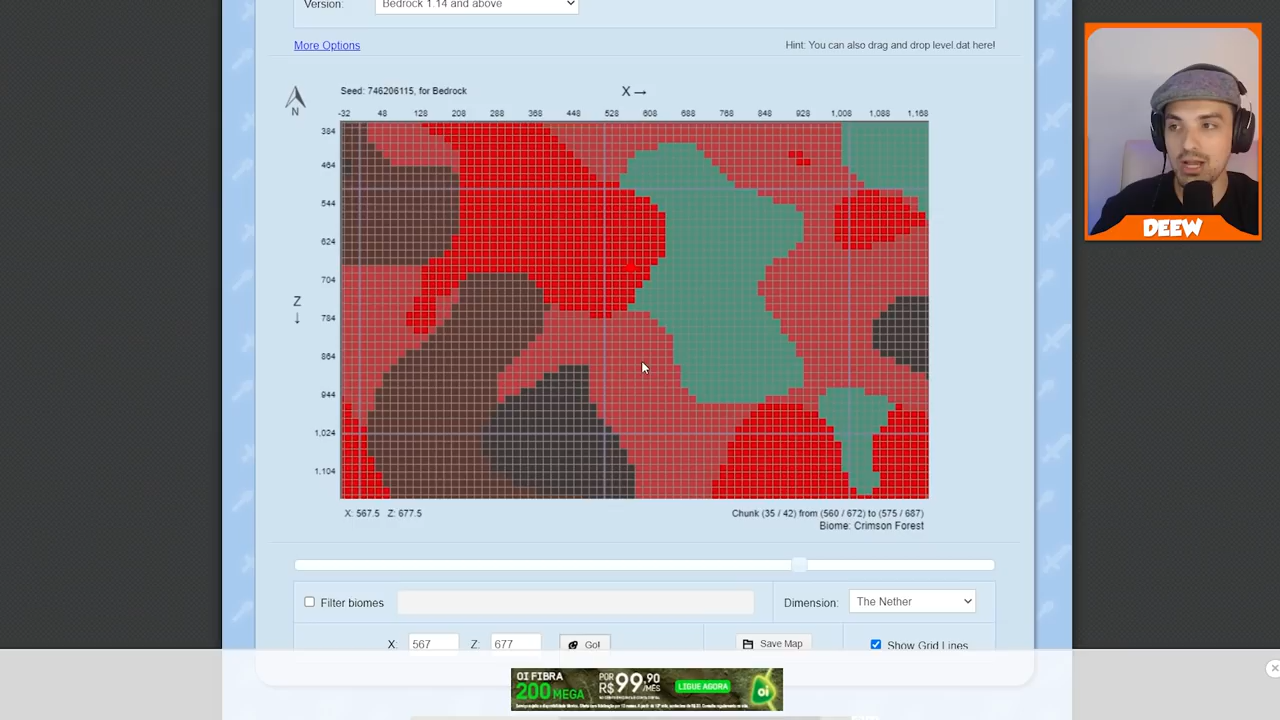 Version: Bedrock 1.14 and above
More Options
Hint: You can also drag and drop level dat here!
N
Seed: 746206115, for Bedrock
X →
-32 48 128 208 288 368 448 528 608 688 768 848 928 1,008 1,088 1,168
384
464
544
624
704
Z
↓
784
864
944
1,024
1,104
X: 567.5 Z: 677.5
Chunk (35 / 42) from (560 / 672) to (575 / 687)
Biome: Crimson Forest
DEEW
Filter biomes
Dimension: The Nether
X: 567 Z: 677 Go!
Save Map
Show Grid Lines
OI FIBRA
200 MEGA
POR
R$99,90
/MÊS
LIGUE AGORA
oi